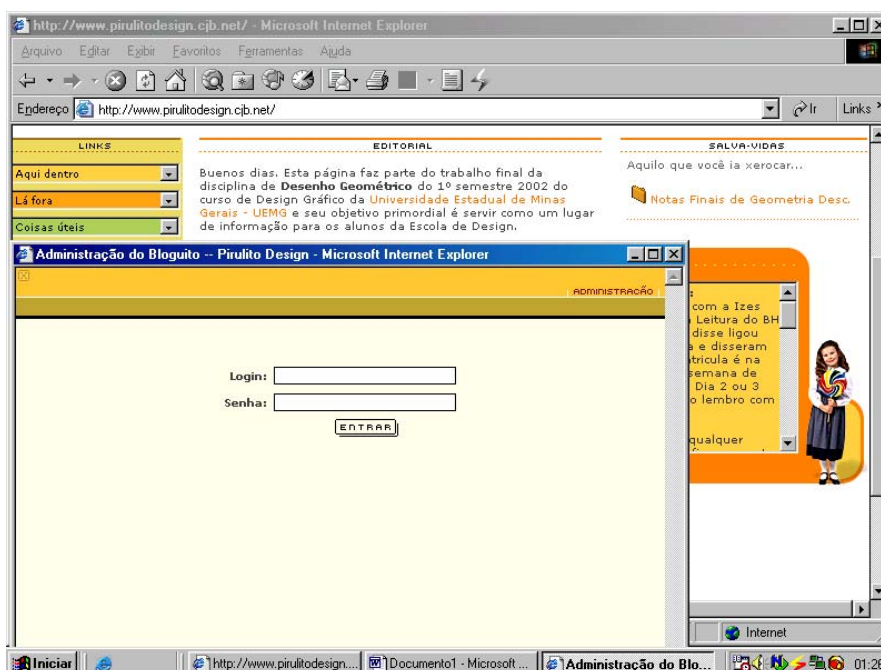 http://www.pirulitodesign.cjb.net/ - Microsoft Internet Explorer
Arquivo Editar Exibir Favoritos Ferramentas Ajuda
Endereço http://www.pirulitodesign.cjb.net/ Ir Links
LINKS
Aqui dentro
Lá fora
Coisas úteis
EDITORIAL
Buenos dias. Esta página faz parte do trabalho final da
disciplina de Desenho Geométrico do 1º semestre 2002 do
curso de Design Gráfico da Universidade Estadual de Minas
Gerais - UEMG e seu objetivo primordial é servir como um lugar
de informação para os alunos da Escola de Design.
SALVA-VIDAS
Aquilo que você ia xerocar...
Notas Finais de Geometria Desc.
com a Izes
Leitura do BH
disse ligou
a e disseram
semana de
Dia 2 ou 3
o lembro com
qualquer
Administração do Bloguito -- Pirulito Design - Microsoft Internet Explorer
ADMINISTRAÇÃO
Login:
Senha:
ENTRAR
Internet
Iniciar http://www.pirulitodesign.... Documento1 - Microsoft ... Administração do Blo...